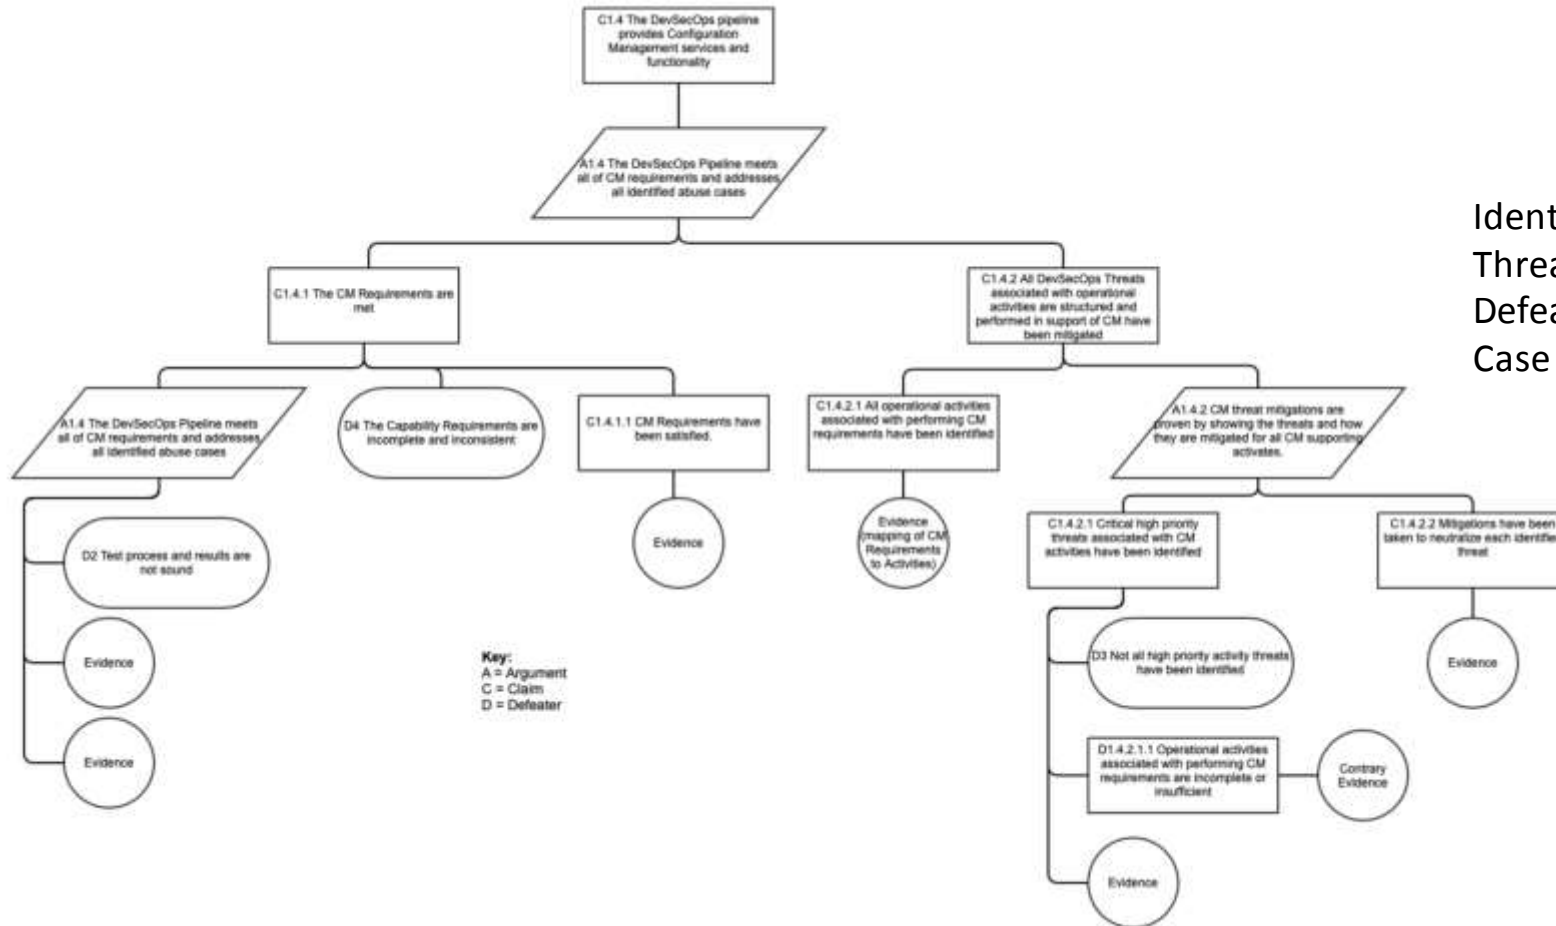 C1.4 The DevSecOps pipeline
provides Configuration
Management services and
functionality
A1.4 The DevSecOps Pipeline meets
all of CM requirements and addresses
all identified abuse cases
Ident
Threa
Defea
Case
C1.4.1 The CM Requirements are
met
C1.4.2 All DevSecOps Threats
associated with operational
activities are structured and
performed in support of CM have
been mitigated
A1.4 The DevSecOps Pipeline meets
all of CM requirements and addresses
all identified abuse cases
D4 The Capability Requirements are
incomplete and inconsistent
C1.4.1.1 CM Requirements have
been satisfied.
C1.4.2.1 All operational activities
associated with performing CM
requirements have been identified
A1.4.2 CM threat mitigations are
proven by showing the threats and how
they are mitigated for all CM supporting
activates.
D2 Test process and results are
not sound
Evidence
Evidence
(mapping of CM
Requirements
to Activities)
C1.4.2.1 Critical high priority
threats associated with CM
activities have been identified
C1.4.2.2 Mitigations have been
taken to neutralize each identifie
threat
Evidence
Key:
A = Argument
C = Claim
D = Defeater
D3 Not all high priority activity threats
have been identified
Evidence
Evidence
D1.4.2.1.1 Operational activities
associated with performing CM
requirements are incomplete or
insufficient
Contrary
Evidence
Evidence